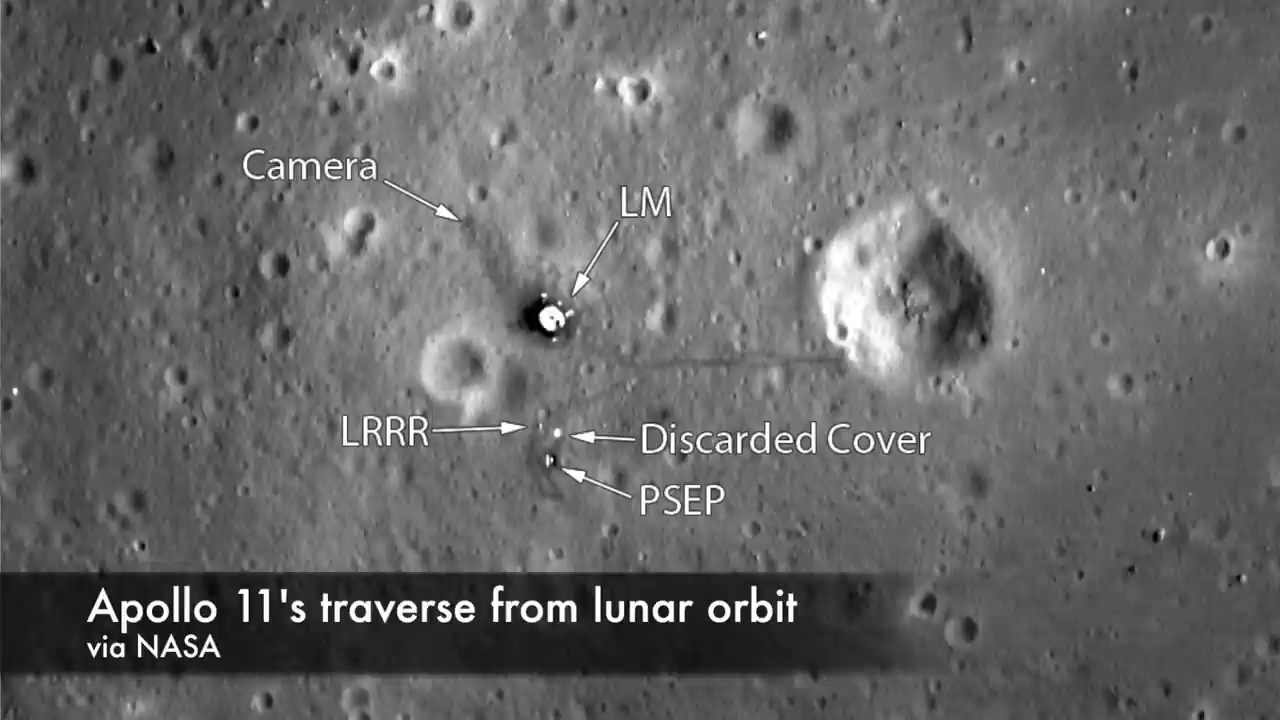 Camera
LM
LRRR
Discarded Cover
PSEP
Apollo 11's traverse from lunar orbit
via NASA